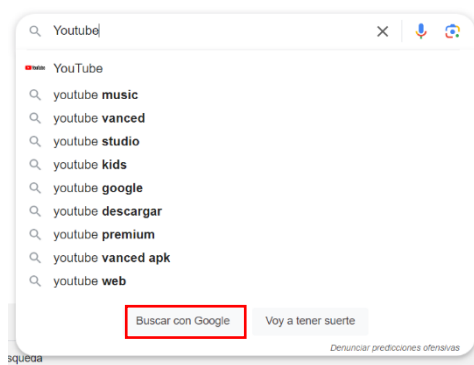 Youtube
YouTube
youtube music
youtube vanced
youtube studio
youtube kids
youtube google
youtube descargar
youtube premium
youtube vanced apk
youtube web
Buscar con Google Voy a tener suerte
Denunciar predicciones ofensivas
squeda